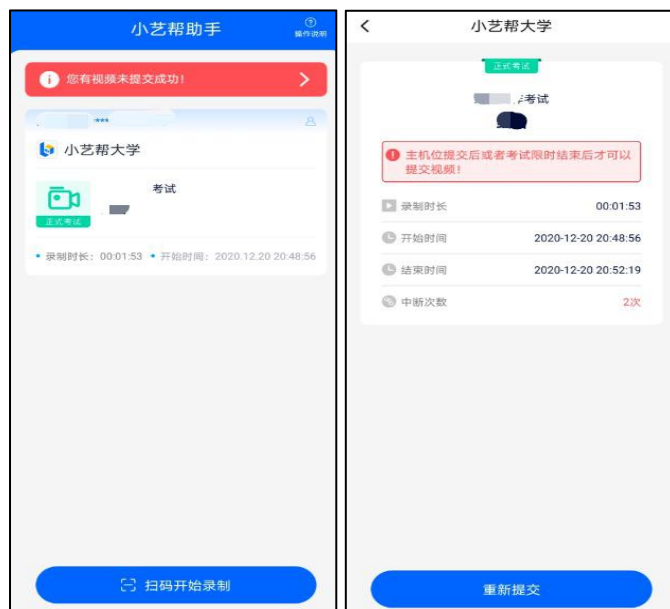 小艺帮助手
操作说明
您有视频未提交成功!
***
小艺帮大学
考试
正式考试
录制时长: 00:01:53 开始时间: 2020.12.20 20:48:56
扫码开始录制
小艺帮大学
正式考试
考试
主机位提交后或者考试限时结束后才可以
提交视频!
录制时长 00:01:53
开始时间 2020-12-20 20:48:56
结束时间 2020-12-20 20:52:19
中断次数 2次
重新提交